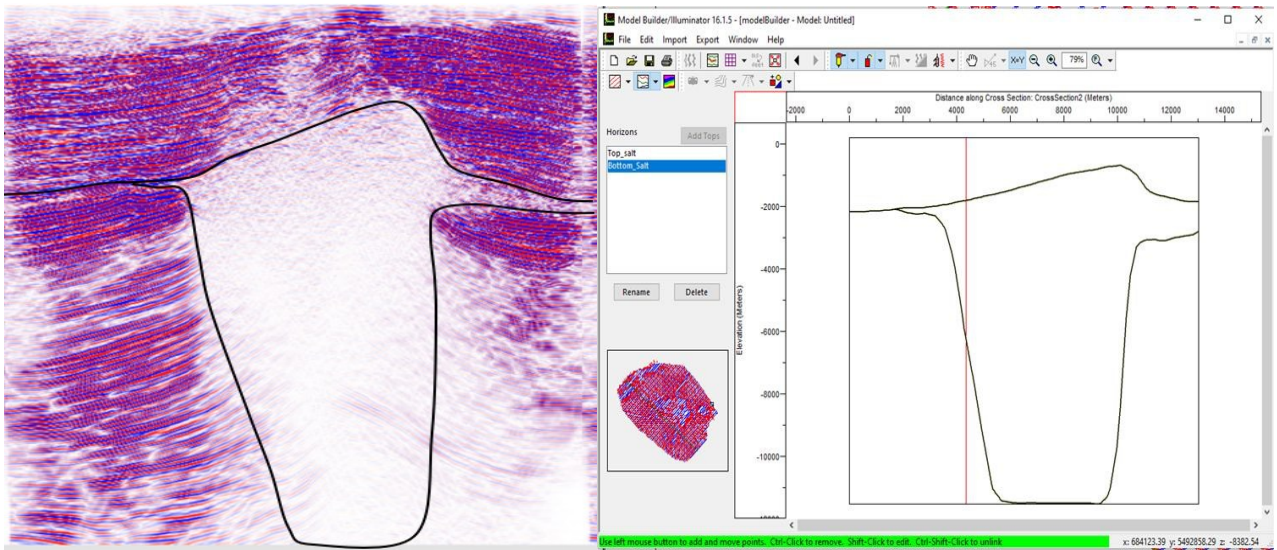 Model Builder/Illuminator 16.1.5 - [modelBuilder - Model: Untitled]
File Edit Import Export Window Help
X+Y 79%
Distance along Cross Section: CrossSection2 (Meters)
-2000 0 2000 4000 6000 8000 10000 12000 14000
Horizons
Add Tops
Top_salt
Bottom_Salt
Rename Delete
Elevation (Meters)
0
-2000
-4000
-6000
-8000
-10000
Use left mouse button to add and move points. Ctrl-Click to remove. Shift-Click to edit. Ctrl-Shift-Click to unlink
x: 684123.39 y: 5492858.29 z: -8382.54